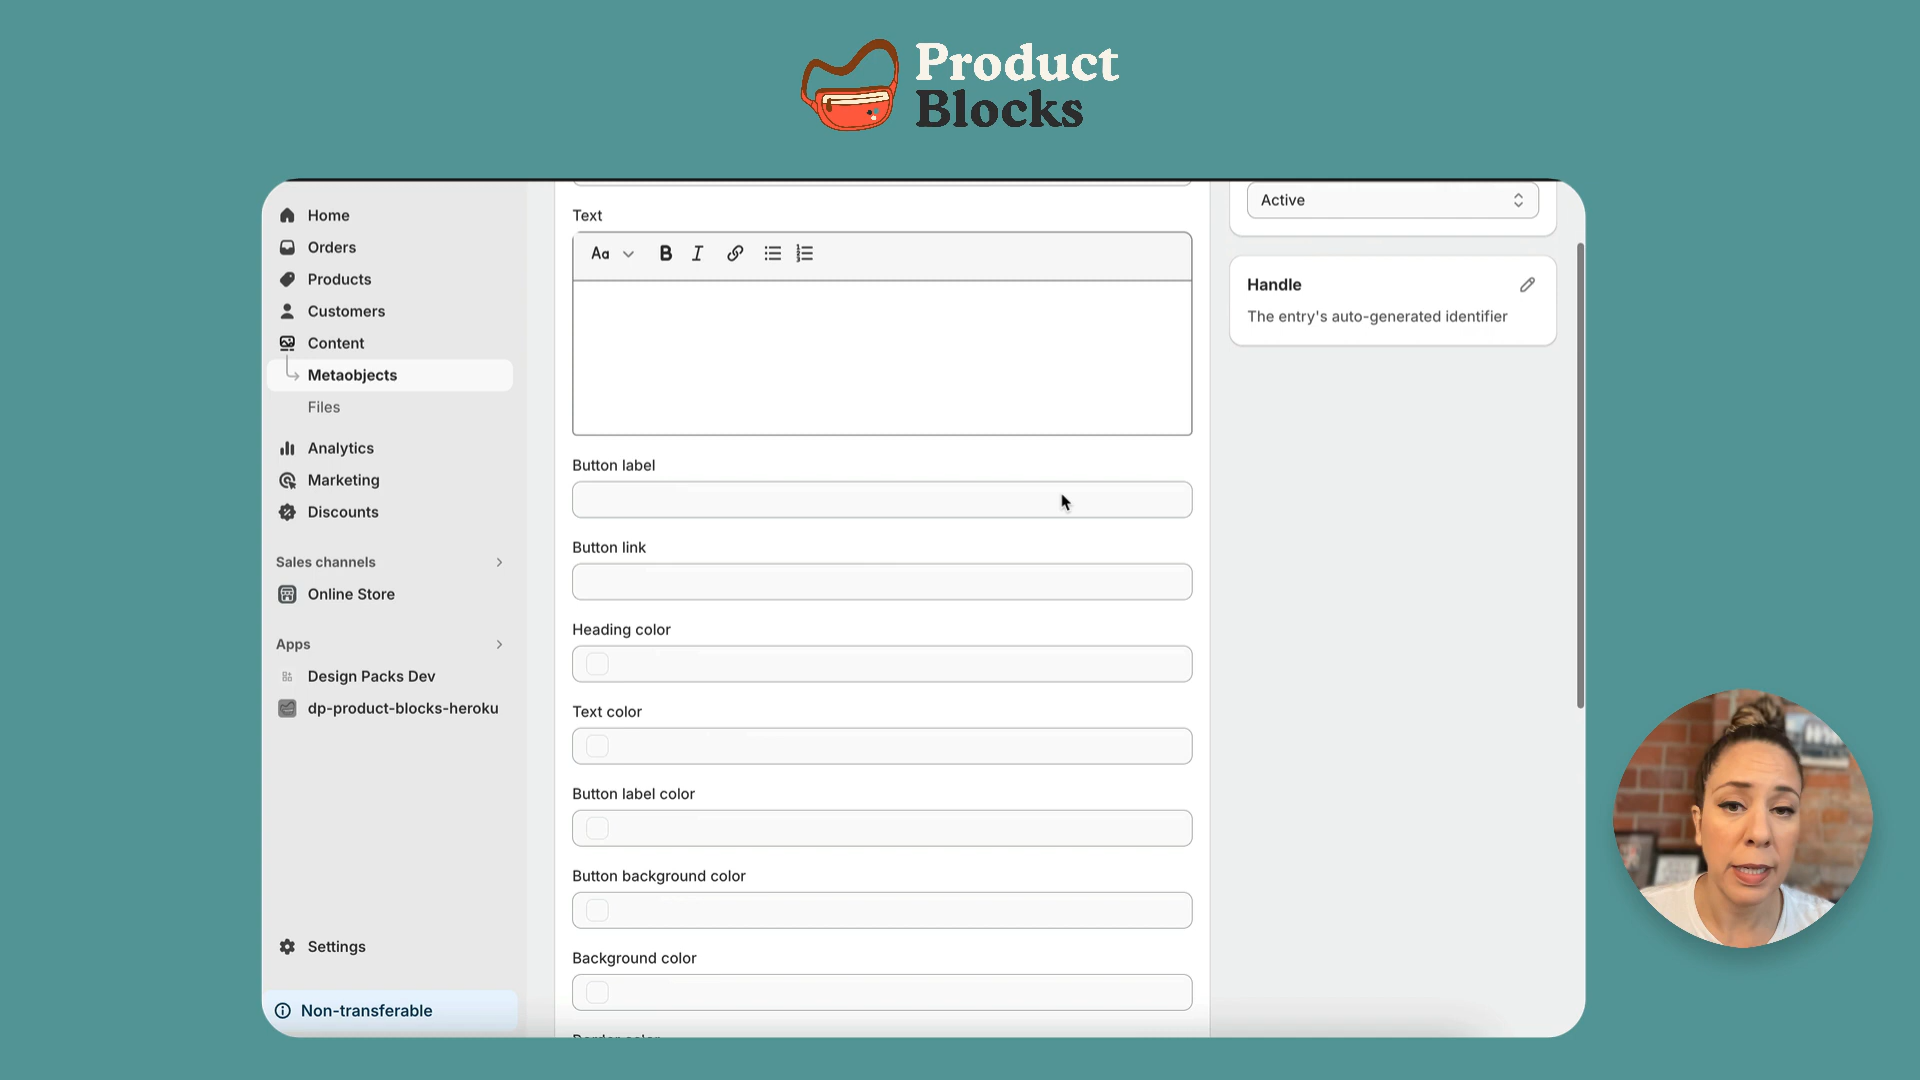 Product
Blocks
Home
Orders
Products
Customers
Content
Metaobjects
Files
Analytics
Marketing
Discounts
Sales channels
Online Store
Apps
Design Packs Dev
dp-product-blocks-heroku
Settings
Non-transferable
Text
Aa
B
I
Button label
Button link
Heading color
Text color
Button label color
Button background color
Background color
Active
Handle
The entry's auto-generated identifier